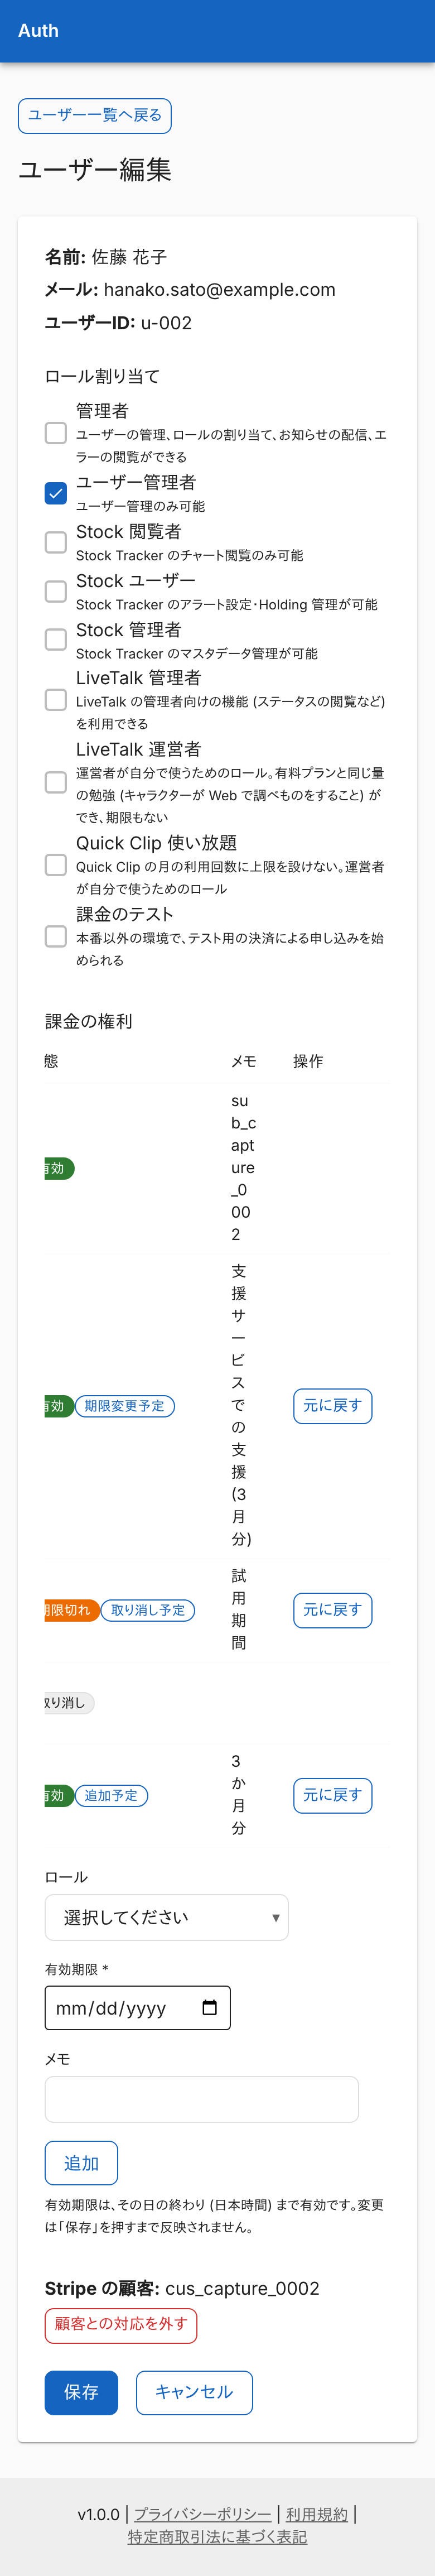 Auth
ユーザー一覧へ戻る
ユーザー編集
名前: 佐藤 花子
メール: hanako.sato@example.com
ユーザーID: u-002
ロール割り当て
管理者
ユーザーの管理、ロールの割り当て、お知らせの配信、エ
ラーの閲覧ができる
ユーザー管理者
ユーザー管理のみ可能
Stock 閲覧者
Stock Tracker のチャート閲覧のみ可能
Stock ユーザー
Stock Tracker のアラート設定・Holding 管理が可能
Stock 管理者
Stock Tracker のマスタデータ管理が可能
LiveTalk 管理者
LiveTalk の管理者向けの機能 (ステータスの閲覧など)
を利用できる
LiveTalk 運営者
運営者が自分で使うためのロール。有料プランと同じ量
の勉強 (キャラクターが Web で調べものをすること) が
でき、期限もない
Quick Clip 使い放題
Quick Clip の月の利用回数に上限を設けない。運営者
が自分で使うためのロール
課金のテスト
本番以外の環境で、テスト用の決済による申し込みを始
められる
課金の権利
態 メモ 操作
有効
su
b_c
apt
ure
_0
00
2
有効 期限変更予定
支
援
サ
ー
ビ
ス
で
の
支
援
(3
月
分)
元に戻す
期限切れ 取り消し予定
試
用
期
間
元に戻す
取り消し
有効 追加予定
3
か
月
分
元に戻す
ロール
選択してください
有効期限 *
mm/dd/yyyy
メモ
追加
有効期限は、その日の終わり (日本時間) まで有効です。変更
は「保存」を押すまで反映されません。
Stripe の顧客: cus_capture_0002
顧客との対応を外す
保存 キャンセル
v1.0.0 | プライバシーポリシー | 利用規約 |
特定商取引法に基づく表記